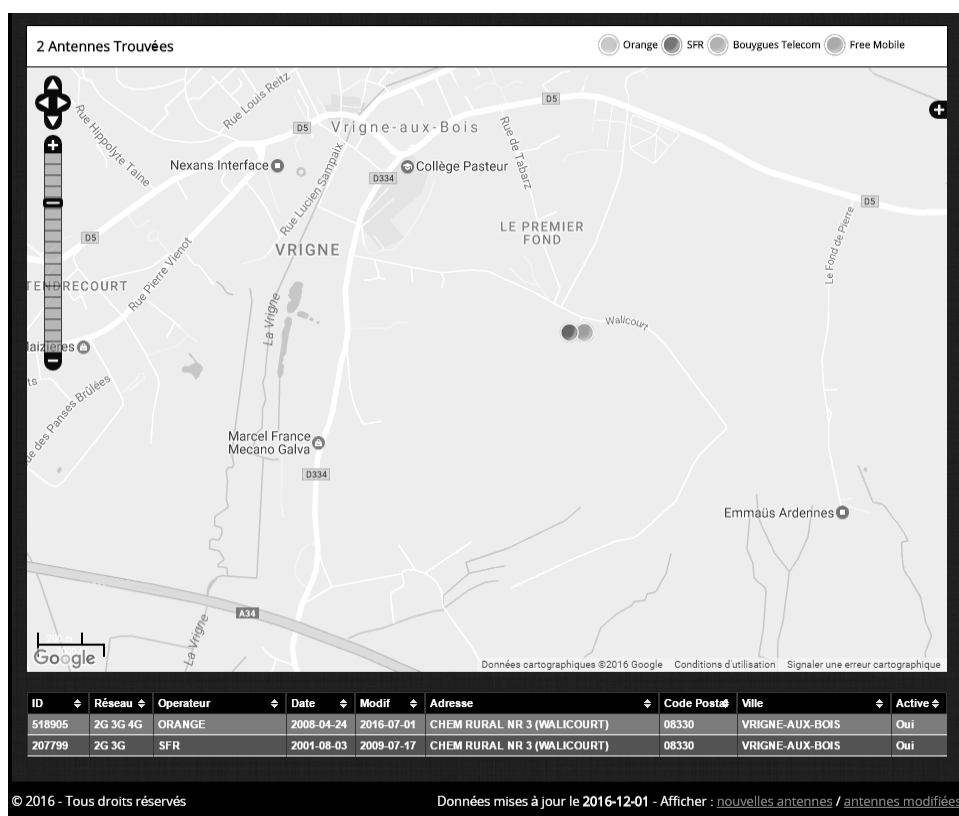 2 Antennes Trouvées
Orange SFR Bouygues Telecom Free Mobile
Rue Louis Reitz
D5
Rue Hippolyte Taine
D5
Vrigne-aux-Bois
Rue de Tabarz
Nexans Interface
Collège Pasteur
D334
Rue Lucien Sampaix
D5
LE PREMIER
FOND
D5
VRIGNE
Le Fond de Pierre
Rue Pierre Vienot
TENDRECOURT
La Vrigne
Walicourt
Maizieres
ts
ue des Panses Brûlées
Marcel France
Mecano Galva
D334
Emmaüs Ardennes
A34
La Vrigne
Google
Données cartographiques ©2016 Google Conditions d'utilisation Signaler une erreur cartographique
ID Réseau Operateur Date Modif Adresse Code Posta Ville Active
518905 2G 3G 4G ORANGE 2008-04-24 2016-07-01 CHEM RURAL NR 3 (WALICOURT) 08330 VRIGNE-AUX-BOIS Oui
207799 2G 3G SFR 2001-08-03 2009-07-17 CHEM RURAL NR 3 (WALICOURT) 08330 VRIGNE-AUX-BOIS Oui
© 2016 - Tous droits réservés
Données mises à jour le 2016-12-01 - Afficher : nouvelles antennes / antennes modifiées